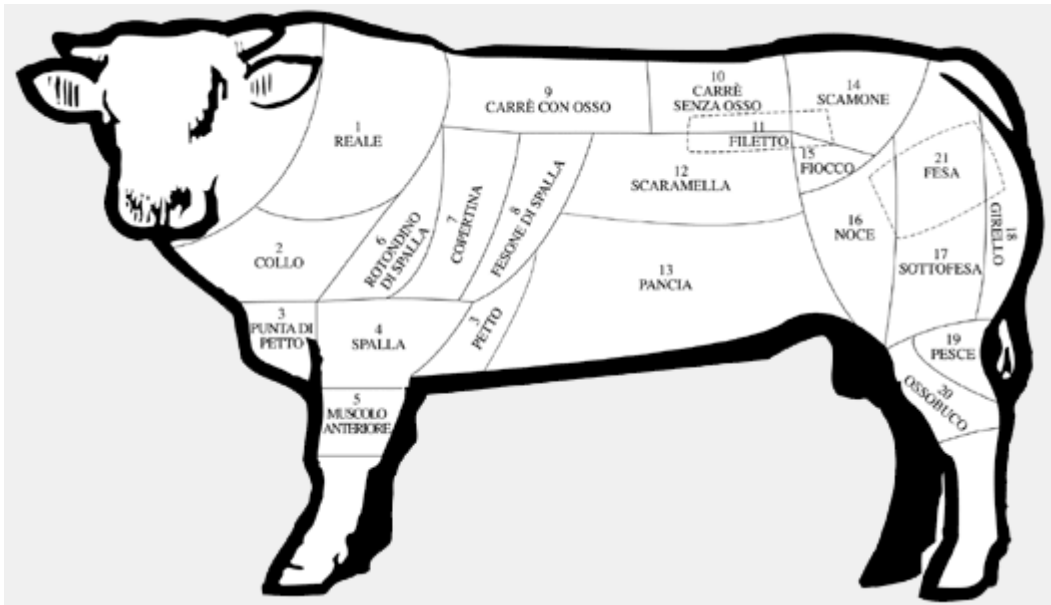 1
REALE
2
COLLO
3
PUNTA DI
PETTO
4
SPALLA
5
MUSCOLO
ANTERIORE
6
ROTONDINO
DI SPALLA
7
COPERTINA
8
FESONE DI SPALLA
3
PETTO
9
CARRÈ CON OSSO
10
CARRÈ
SENZA OSSO
11
FILETTO
12
SCARAMELLA
13
PANCIA
14
SCAMONE
15
FIOCCO
16
NOCE
21
FESA
17
SOTTOFESA
18
GIRELLO
19
PESCE
20
OSSOBUCO